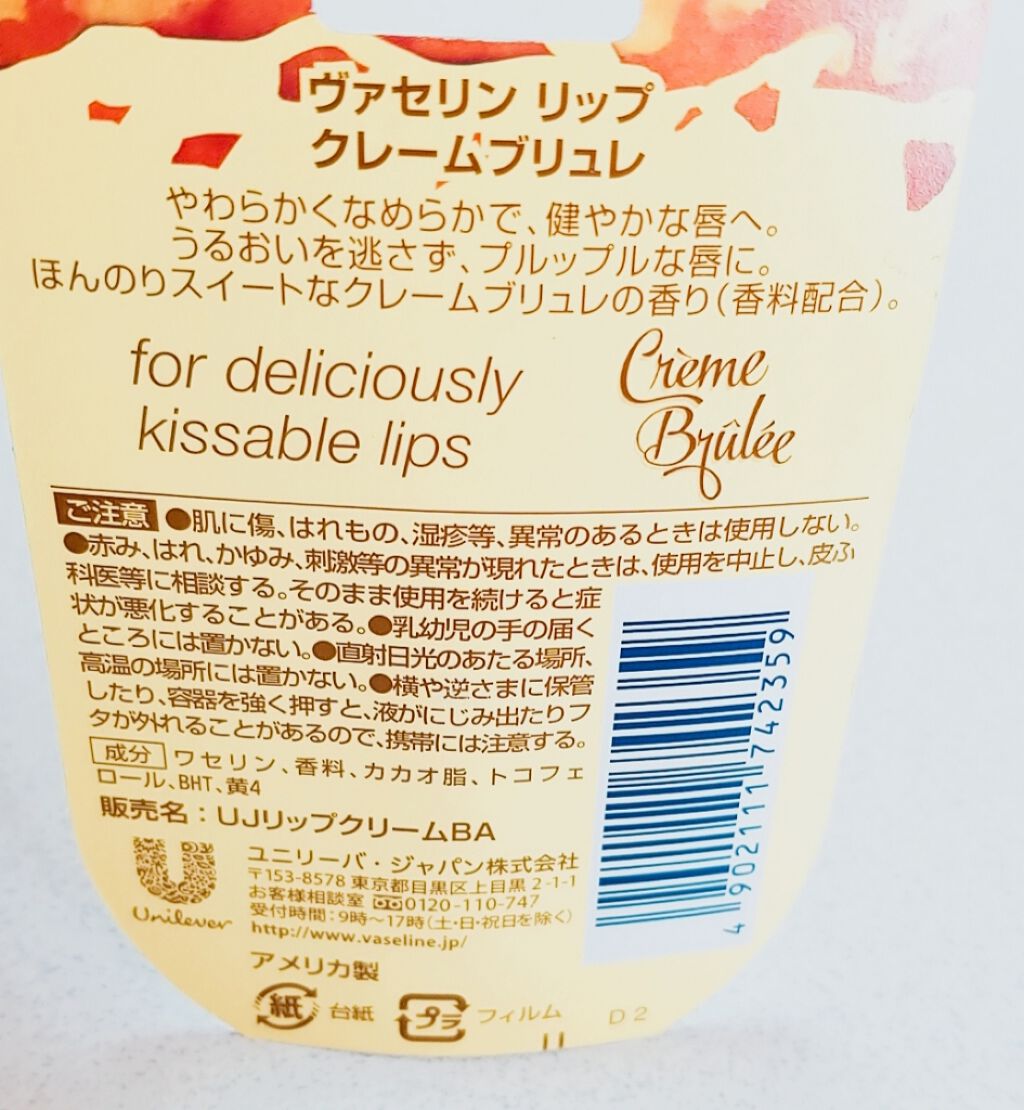 ヴァセリン リップ
クレームブリュレ
やわらかくなめらかで、健やかな唇へ。
うるおいを逃さず、プルップルな唇に。
ほんのりスイートなクレームブリュレの香り(香料配合)。
for deliciously
kissable lips
Crème
Brûlée
ご注意 ●肌に傷、はれもの、湿疹等、異常のあるときは使用しない。
●赤み、はれ、かゆみ、刺激等の異常が現れたときは、使用を中止し、皮ふ
科医等に相談する。そのまま使用を続けると症
状が悪化することがある。●乳幼児の手の届く
ところには置かない。●直射日光のあたる場所、
高温の場所には置かない。●横や逆さまに保管
したり、容器を強く押すと、液がにじみ出たりフ
タが外れることがあるので、携帯には注意する。
成分 ワセリン、香料、カカオ脂、トコフェ
ロール、BHT、黄4
販売名：UJリップクリームBA
Unilever
ユニリーバ・ジャパン株式会社
〒153-8578 東京都目黒区上目黒 2-1-1
お客様相談室 0120-110-747
受付時間：9時～17時(土・日・祝日を除く)
http://www.vaseline.jp/
アメリカ製
紙 台紙 プラ フィルム D2
4 902111 742359